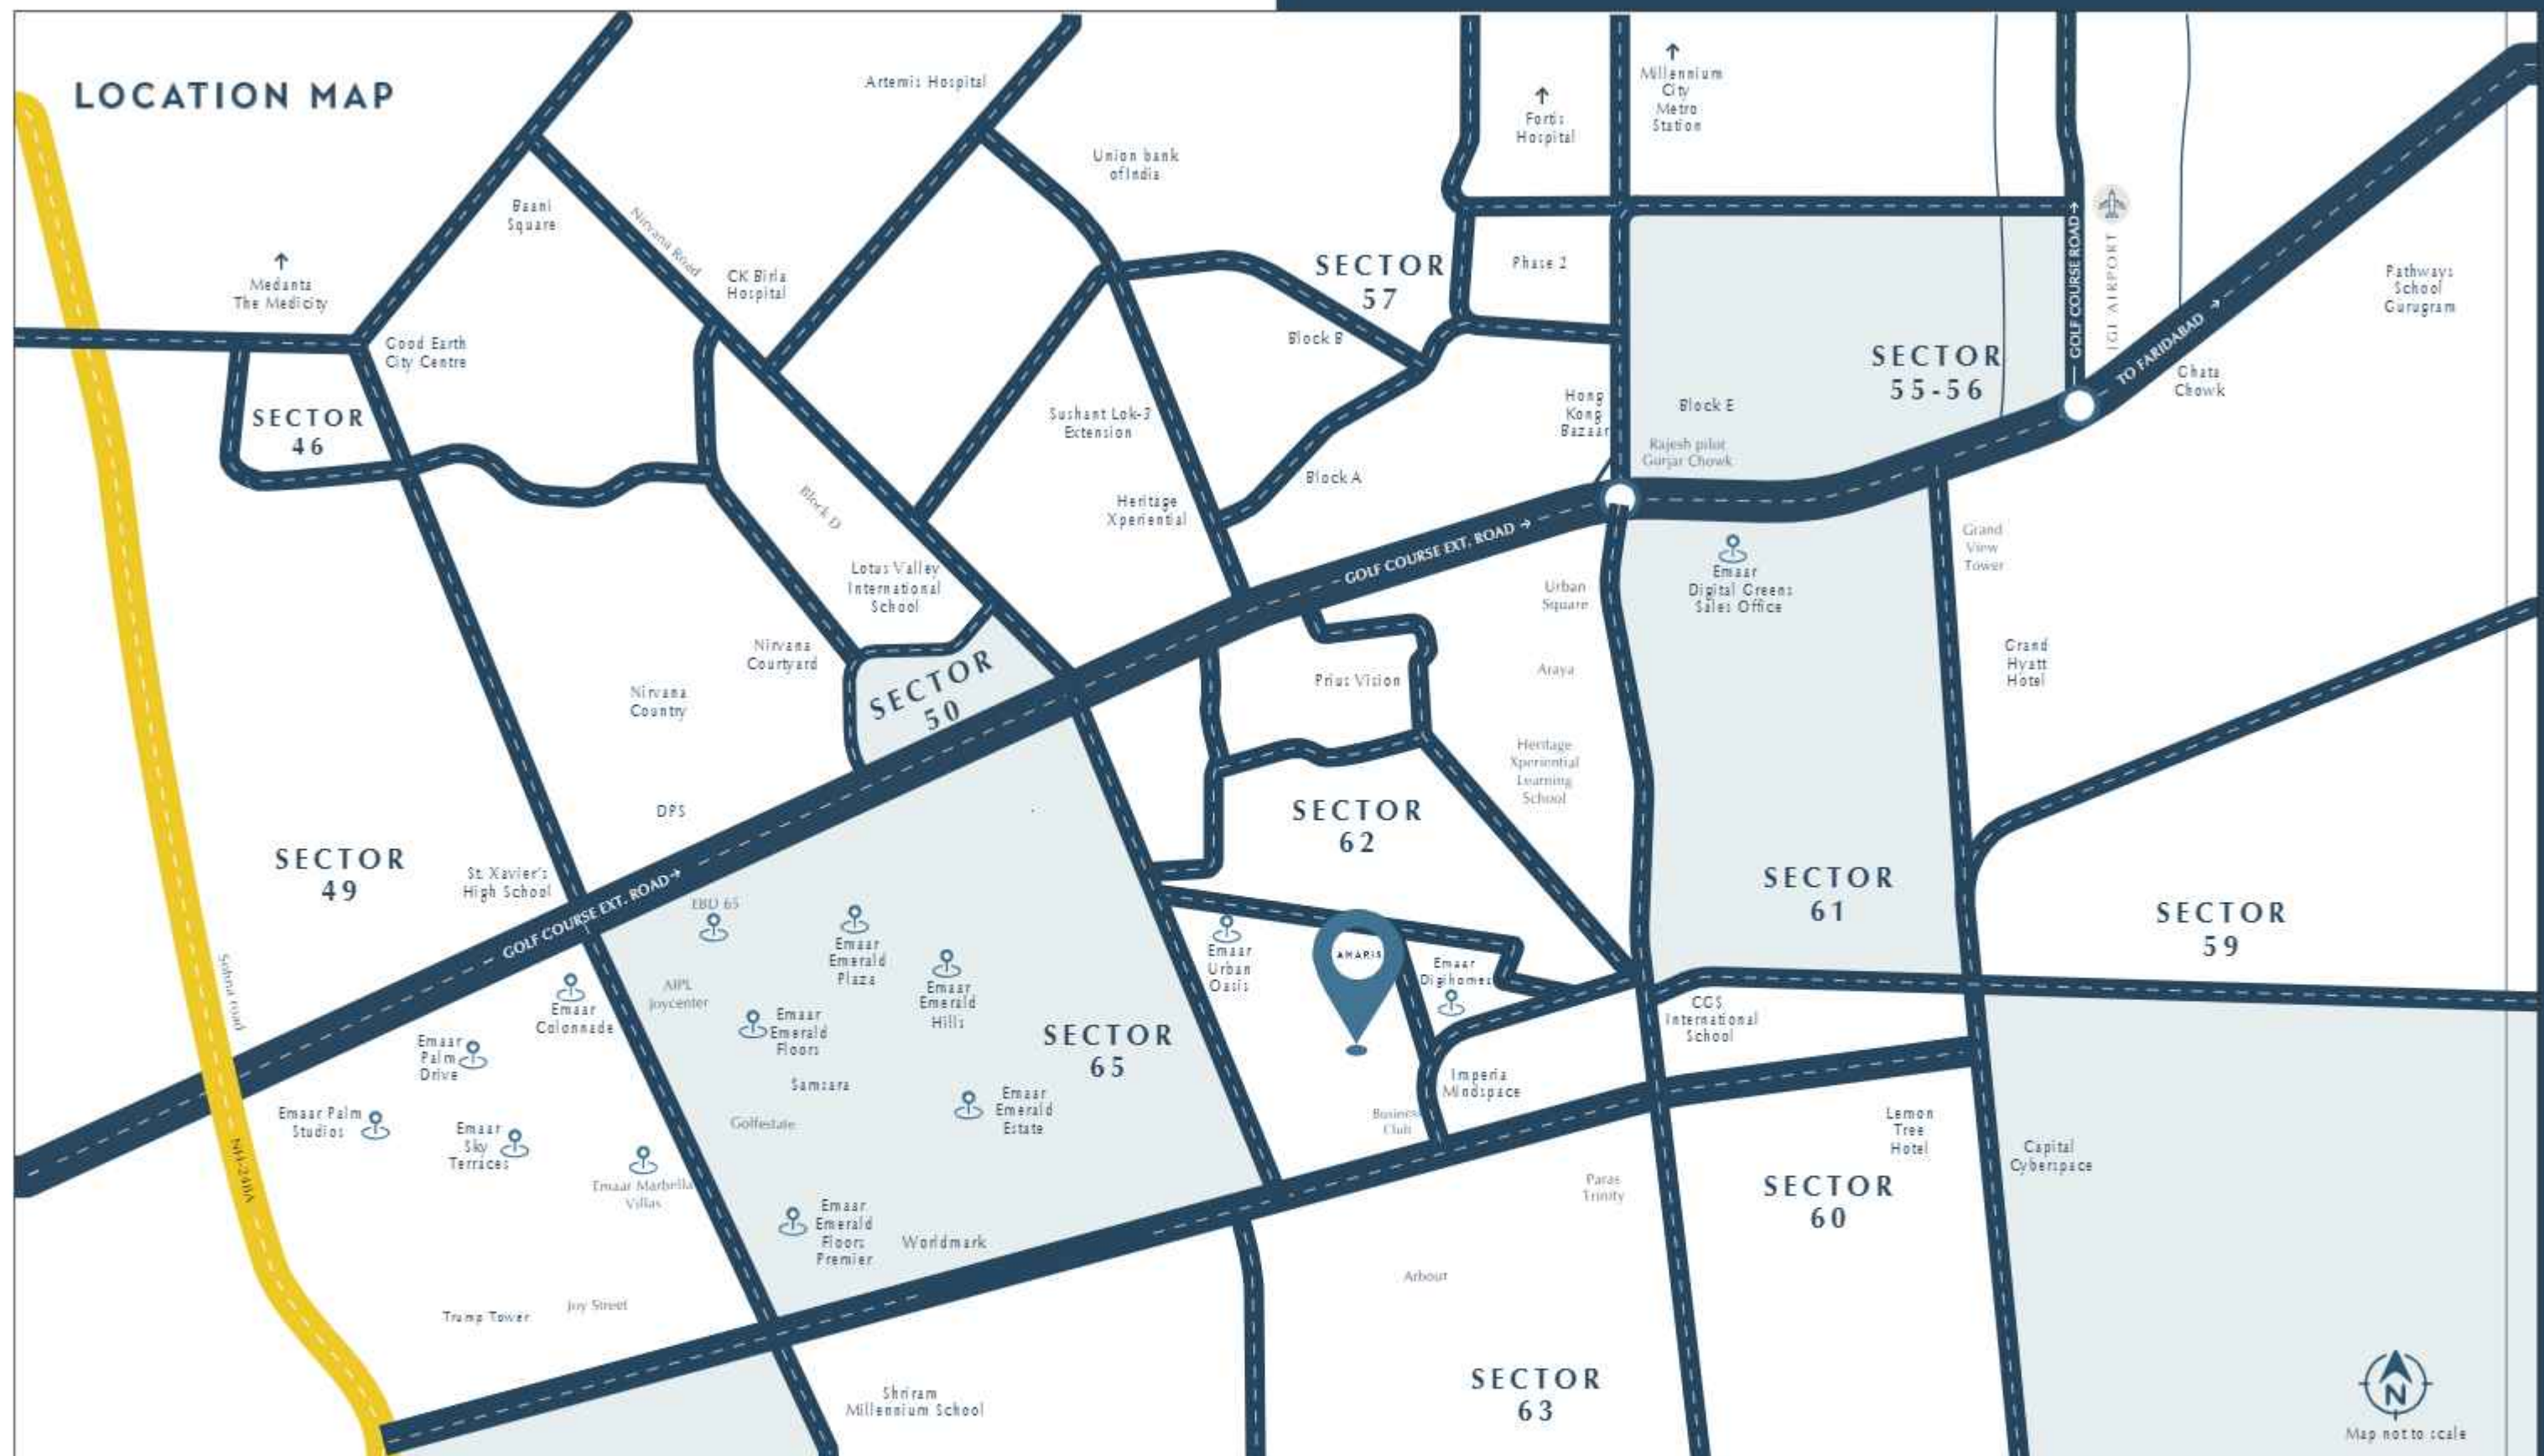 LOCATION MAP
Artemis Hospital
↑
Millennium
City
Metro
Station
↑
Fortis
Hospital
Union bank
of India
Baani
Square
Nirvana Road
↑
Medanta
The Medicity
CK Birla
Hospital
SECTOR
57
Phase 2
GOLF COURSE ROAD →
IGI AIRPORT
Pathways
School
Gurugram
Good Earth
City Centre
Block B
SECTOR
55-56
TO FARIDABAD →
Ghata
Chowk
SECTOR
46
Sushant Lok-3
Extension
Hong
Kong
Bazaar
Block E
Rajesh pilot
Gurjar Chowk
Block A
Block D
Heritage
Xperiential
GOLF COURSE EXT. ROAD →
Grand
View
Tower
Emaar
Digital Greens
Sales Office
Lotus Valley
International
School
Urban
Square
Nirvana
Courtyard
SECTOR
50
Prius Vision
Araya
Grand
Hyatt
Hotel
Nirvana
Country
Heritage
Xperiential
Learning
School
DPS
SECTOR
62
SECTOR
49
St. Xavier's
High School
GOLF COURSE EXT. ROAD →
EBD 65
SECTOR
61
SECTOR
59
Emaar
Emerald
Plaza
Emaar
Urban
Oasis
AMARIS
Emaar
Digihomes
Sohna road
AIPL
Joycenter
Emaar
Emerald
Hills
Emaar
Colonnade
Emaar
Emerald
Floors
SECTOR
65
CGS
International
School
Emaar
Palm
Drive
Samsara
Imperia
Mindspace
Emaar Palm
Studios
Emaar
Sky
Terraces
Golfestate
Emaar
Emerald
Estate
Club
Lemon
Tree
Hotel
Capital
Cyberspace
NH-248A
Emaar Marbella
Villas
Paras
Trinity
SECTOR
60
Emaar
Emerald
Floors
Premier
Worldmark
Arbour
Trump Tower
Joy Street
Shriram
Millennium School
SECTOR
63
N
Map not to scale